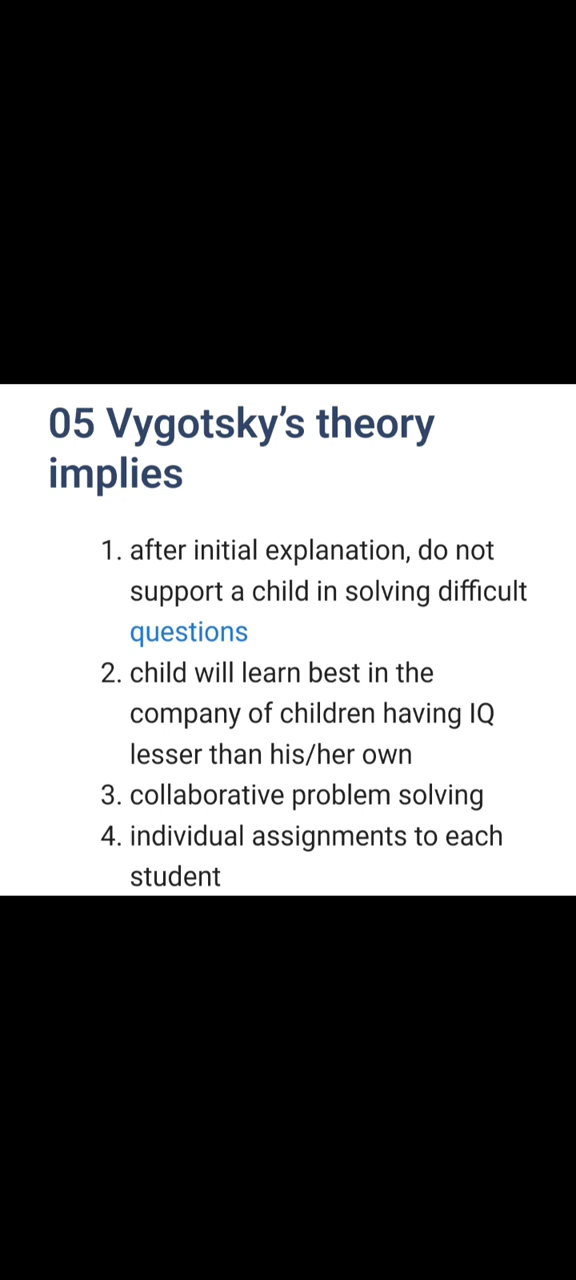 05 Vygotsky’s theory
implies
1. after initial explanation, do not
support a child in solving difficult
questions
2. child will learn best in the
company of children having IQ
lesser than his/her own
3. collaborative problem solving
4. individual assignments to each
student